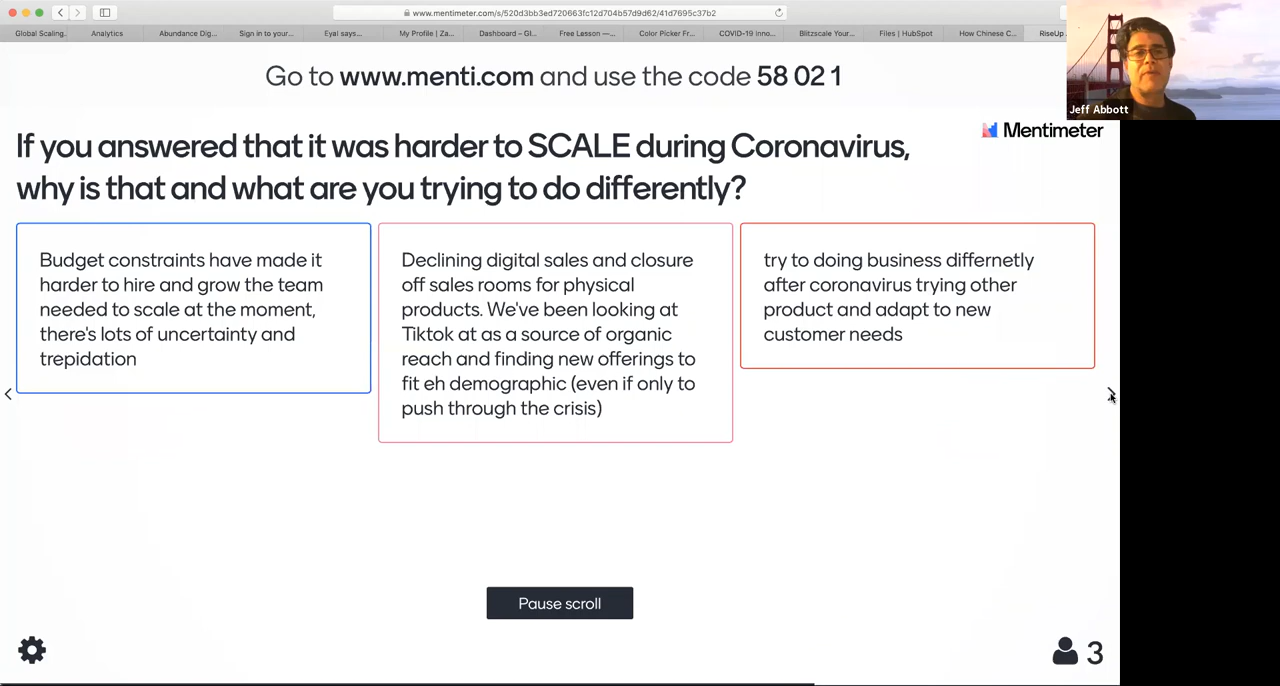 www.mentimeter.com/s/520d3bb3ed720663fc12d704b57d9d62/41d7695c37b2
Global Scaling.. Analytics Abundance Dig... Sign in to your... Eyal says... My Profile | Za... Dashboard – Gl... Free Lesson —... Color Picker Fr... COVID-19 Inno... Blitzscale Your... Files | HubSpot How Chinese C... RiseUp
Go to www.menti.com and use the code 58 02 1
Jeff Abbott
Mentimeter
If you answered that it was harder to SCALE during Coronavirus,
why is that and what are you trying to do differently?
Budget constraints have made it
harder to hire and grow the team
needed to scale at the moment,
there's lots of uncertainty and
trepidation
Declining digital sales and closure
off sales rooms for physical
products. We've been looking at
Tiktok at as a source of organic
reach and finding new offerings to
fit eh demographic (even if only to
push through the crisis)
try to doing business differnetly
after coronavirus trying other
product and adapt to new
customer needs
Pause scroll
3